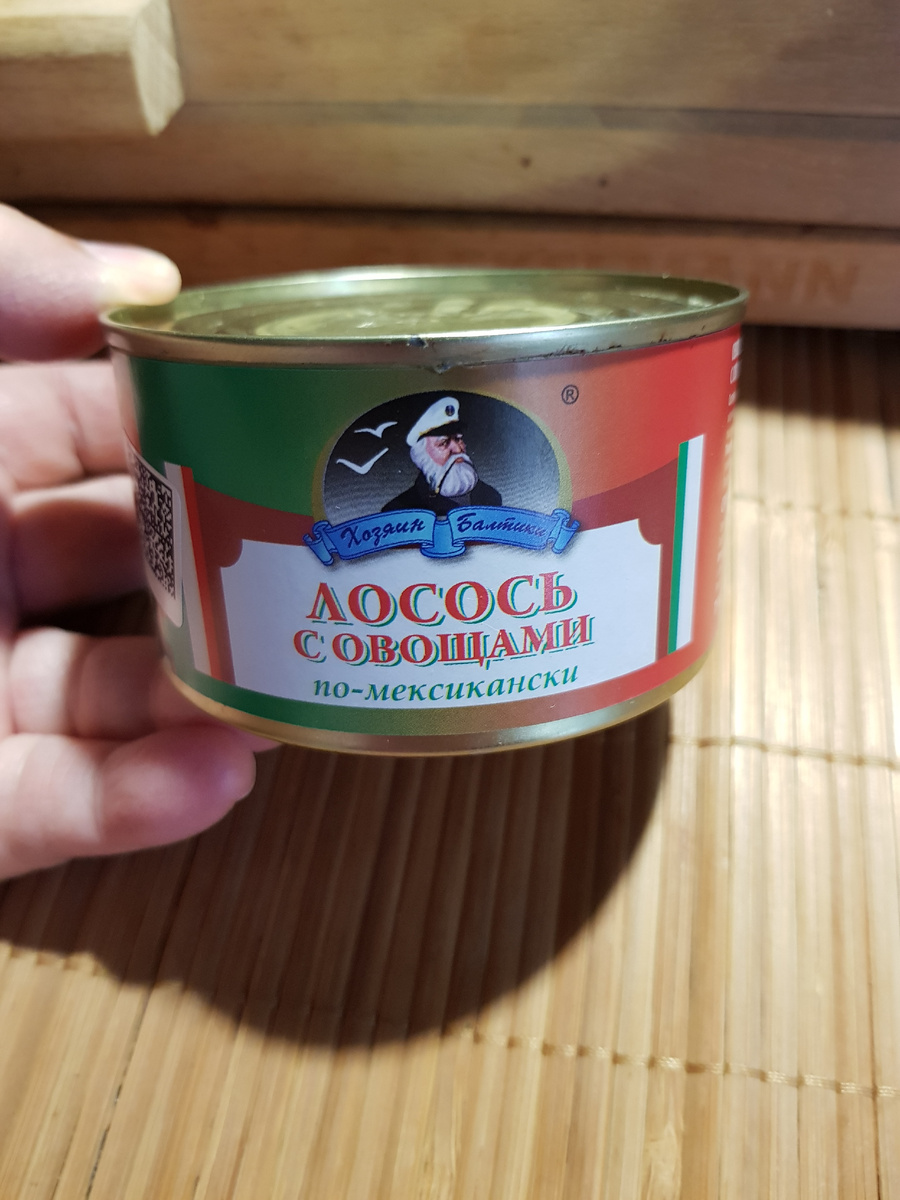 ®
Хозяин Балтики
ЛОСОСЬ
С ОВОЩАМИ
по-мексикански